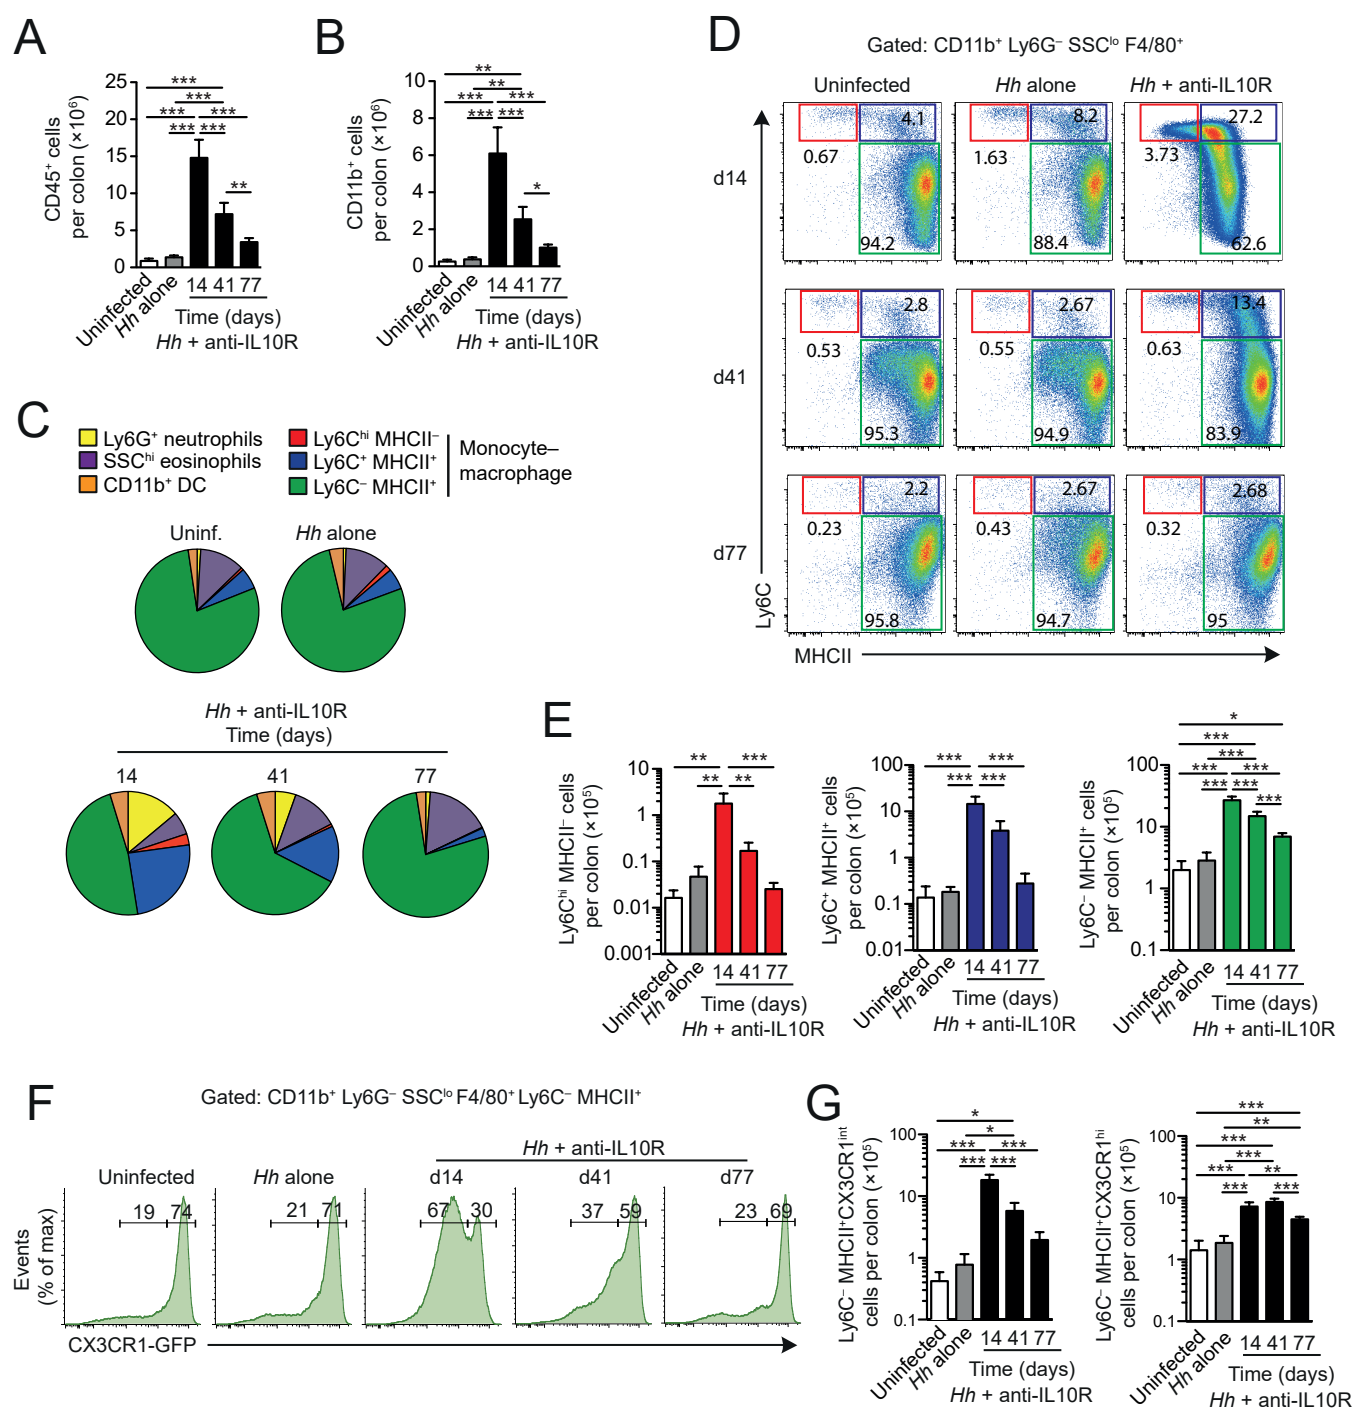 A
CD45⁺ cells
per colon (×10⁶)
25
20
15
10
5
0
***
***
*** ***
*** ***
**
Uninfected
Hh alone
14 41 77
Time (days)
Hh + anti-IL10R
B
CD11b⁺ cells
per colon (×10⁶)
10
8
6
4
2
0
**
**
*** ***
*** ***
*
Uninfected
Hh alone
14 41 77
Time (days)
Hh + anti-IL10R
C
Ly6G⁺ neutrophils
SSCʰⁱ eosinophils
CD11b⁺ DC
Ly6Cʰⁱ MHCII⁻
Ly6C⁺ MHCII⁺
Ly6C⁻ MHCII⁺
Monocyte–
macrophage
Uninf.
Hh alone
Hh + anti-IL10R
Time (days)
14
41
77
D
Gated: CD11b⁺ Ly6G⁻ SSCˡᵒ F4/80⁺
Uninfected
Hh alone
Hh + anti-IL10R
d14
4.1
0.67
94.2
8.2
1.63
88.4
27.2
3.73
62.6
d41
2.8
0.53
95.3
2.67
0.55
94.9
13.4
0.63
83.9
d77
2.2
0.23
95.8
2.67
0.43
94.7
2.68
0.32
95
Ly6C
MHCII
E
Ly6Cʰⁱ MHCII⁻ cells
per colon (×10⁵)
10
1
0.1
0.01
0.001
** ***
** **
Uninfected
Hh alone
14 41 77
Time (days)
Hh + anti-IL10R
Ly6C⁺ MHCII⁺ cells
per colon (×10⁵)
100
10
1
0.1
0.01
*** ***
*** ***
Uninfected
Hh alone
14 41 77
Time (days)
Hh + anti-IL10R
Ly6C⁻ MHCII⁺ cells
per colon (×10⁵)
100
10
1
0.1
*
***
***
*** ***
*** ***
***
Uninfected
Hh alone
14 41 77
Time (days)
Hh + anti-IL10R
F
Gated: CD11b⁺ Ly6G⁻ SSCˡᵒ F4/80⁺ Ly6C⁻ MHCII⁺
Hh + anti-IL10R
Uninfected
Hh alone
d14
d41
d77
19 74
21 71
67 30
37 59
23 69
Events
(% of max)
CX3CR1-GFP
G
Ly6C⁻ MHCII⁺CX3CR1ⁱⁿᵗ
cells per colon (×10⁵)
100
10
1
0.1
*
*
*** ***
*** ***
Uninfected
Hh alone
14 41 77
Time (days)
Hh + anti-IL10R
Ly6C⁻ MHCII⁺CX3CR1ʰⁱ
cells per colon (×10⁵)
100
10
1
0.1
***
**
***
***
*** **
*** ***
Uninfected
Hh alone
14 41 77
Time (days)
Hh + anti-IL10R